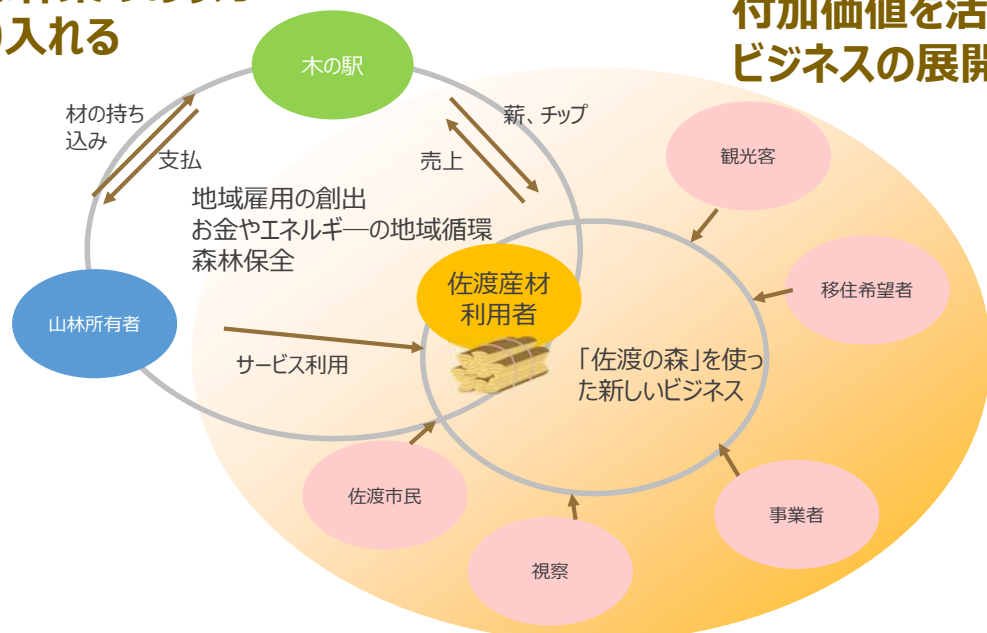 り入れる
付加価値を活
ビジネスの展開
木の駅
材の持ち
込み
支払
薪、チップ
売上
観光客
地域雇用の創出
お金やエネルギ―の地域循環
森林保全
佐渡産材
利用者
移住希望者
山林所有者
サービス利用
「佐渡の森」を使っ
た新しいビジネス
佐渡市民
事業者
視察